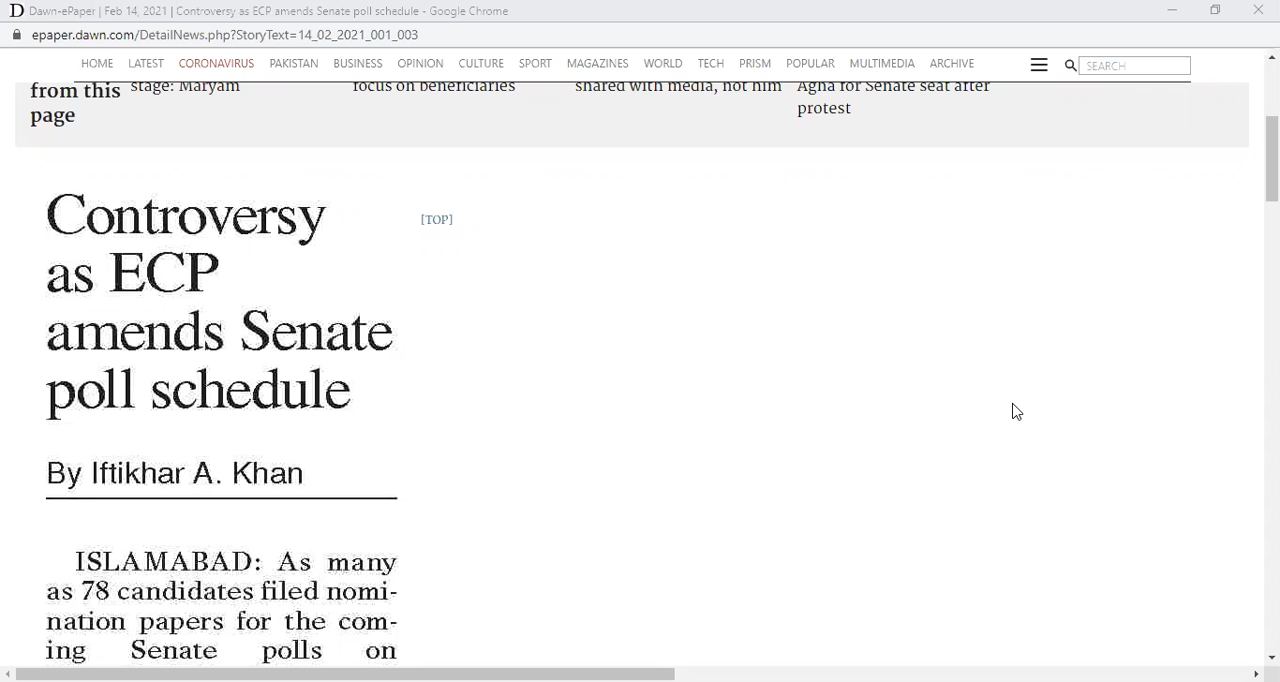 Dawn-ePaper | Feb 14, 2021 | Controversy as ECP amends Senate poll schedule - Google Chrome
epaper.dawn.com/DetailNews.php?StoryText=14_02_2021_001_003
HOME LATEST CORONAVIRUS PAKISTAN BUSINESS OPINION CULTURE SPORT MAGAZINES WORLD TECH PRISM POPULAR MULTIMEDIA ARCHIVE SEARCH
from this stage: Maryam focus on beneficiaries shared with media, not him Agha for Senate seat after
page protest
Controversy
[TOP]
as ECP
amends Senate
poll schedule
By Iftikhar A. Khan
ISLAMABAD: As many
as 78 candidates filed nomi-
nation papers for the com-
ing Senate polls on